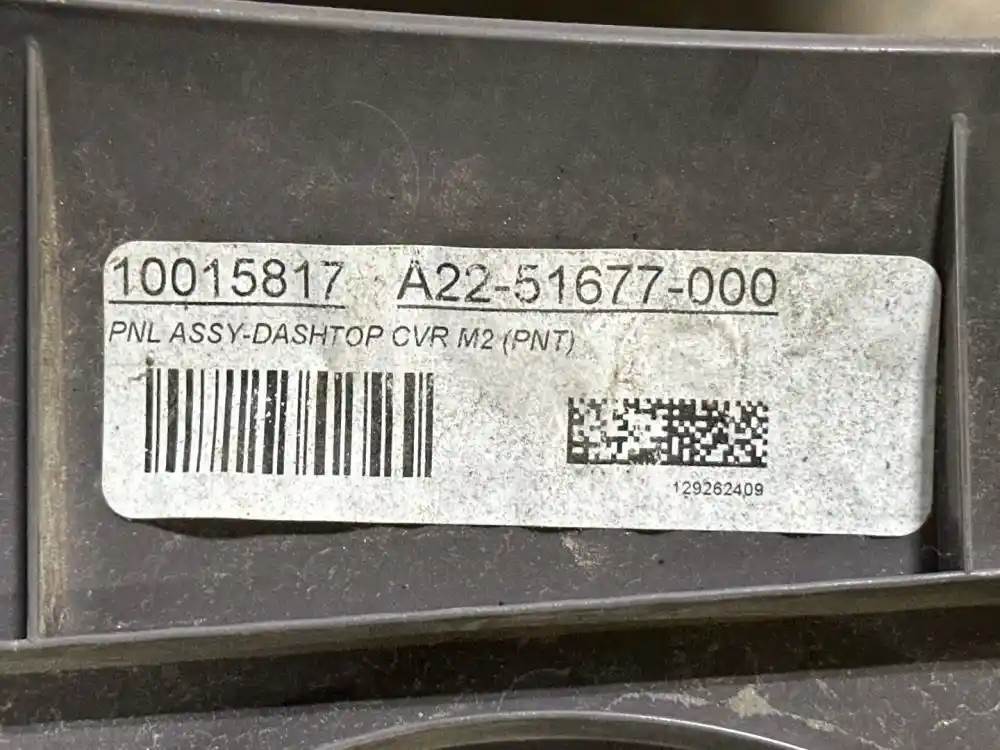 10015817 A22-51677-000
PNL ASSY-DASHTOP CVR M2 (PNT)
129262409